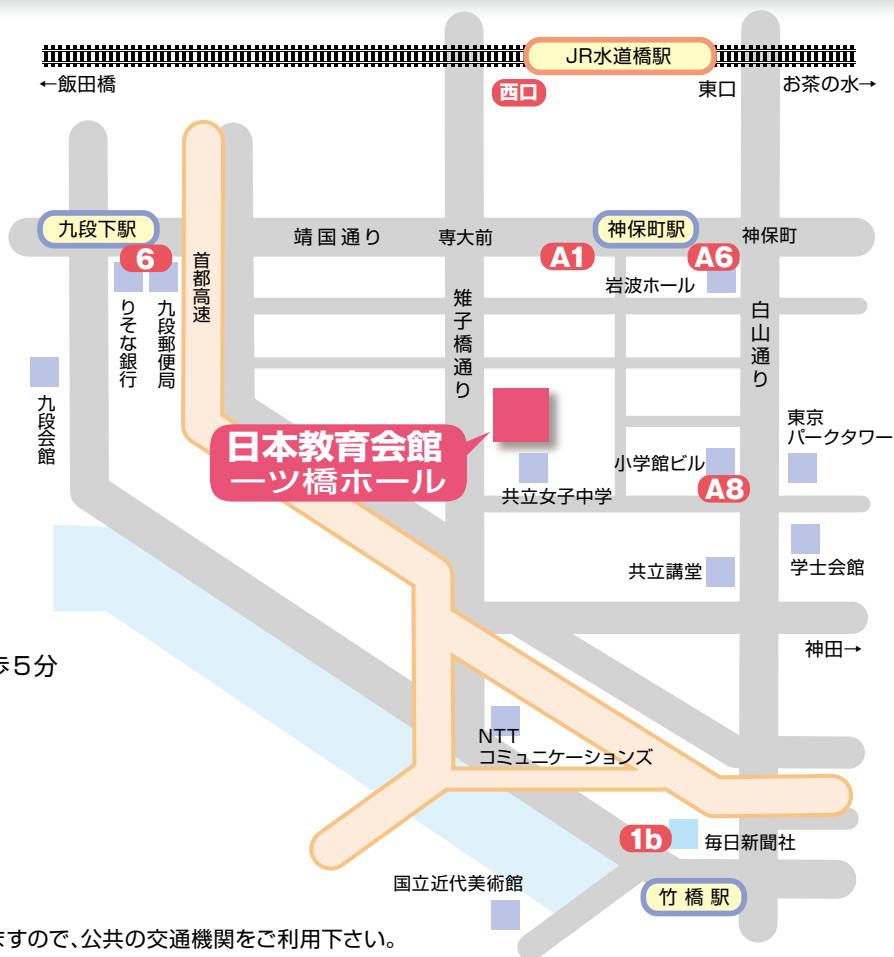 JR水道橋駅
←飯田橋
西口
東口
お茶の水→
九段下駅
6
首都高速
靖国通り
専大前
神保町駅
神保町
A1
A6
岩波ホール
りそな銀行
九段郵便局
雉子橋通り
白山通り
九段会館
日本教育会館
一ツ橋ホール
東京
パークタワー
小学館ビル
A8
共立女子中学
共立講堂
学士会館
神田→
歩5分
NTT
コミュニケーションズ
1b
毎日新聞社
国立近代美術館
竹橋駅
ますので、公共の交通機関をご利用下さい。